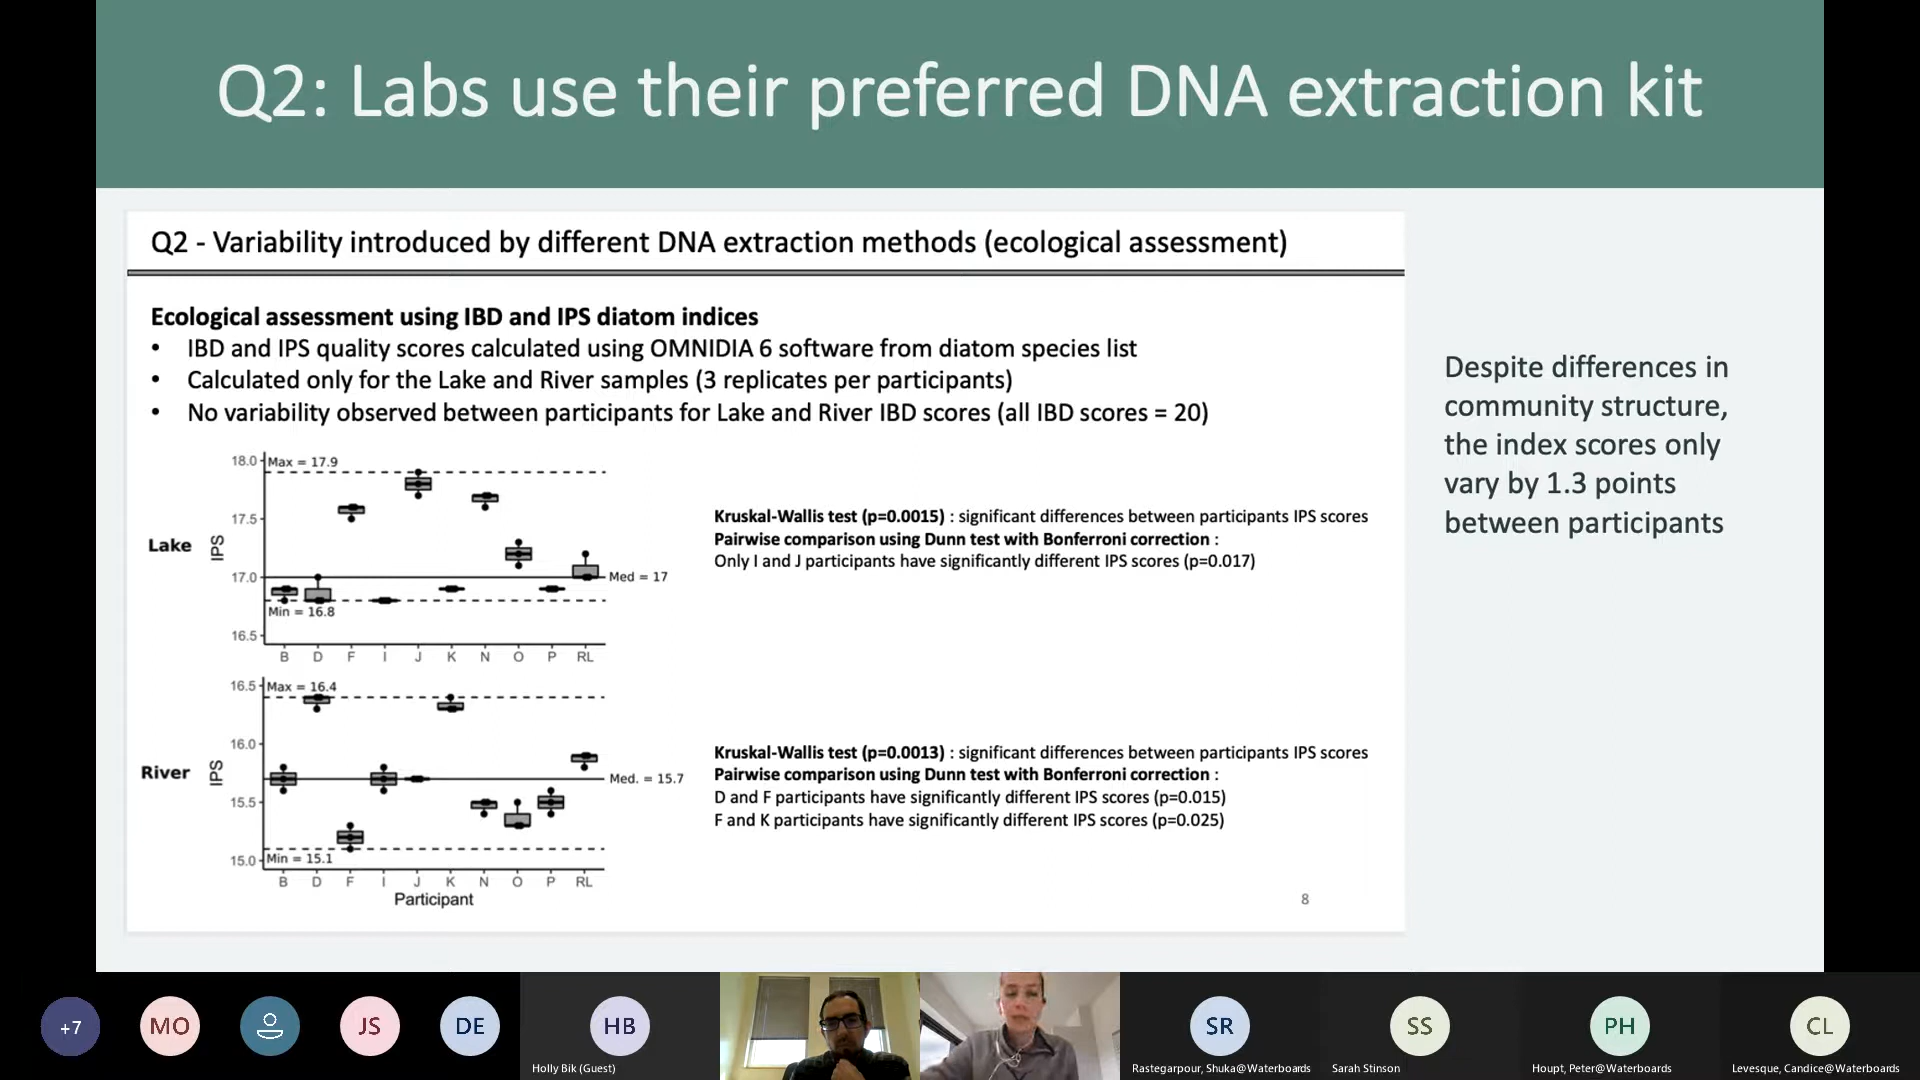 Q2: Labs use their preferred DNA extraction kit
Q2 - Variability introduced by different DNA extraction methods (ecological assessment)
Ecological assessment using IBD and IPS diatom indices
• IBD and IPS quality scores calculated using OMNIDIA 6 software from diatom species list
• Calculated only for the Lake and River samples (3 replicates per participants)
• No variability observed between participants for Lake and River IBD scores (all IBD scores = 20)
Despite differences in
community structure,
the index scores only
vary by 1.3 points
between participants
Lake
IPS
18.0
17.5
17.0
16.5
Max = 17.9
Med = 17
Min = 16.8
B D F I J K N O P RL
Kruskal-Wallis test (p=0.0015) : significant differences between participants IPS scores
Pairwise comparison using Dunn test with Bonferroni correction :
Only I and J participants have significantly different IPS scores (p=0.017)
River
IPS
16.5
16.0
15.5
15.0
Max = 16.4
Med. = 15.7
Min = 15.1
B D F I J K N O P RL
Participant
Kruskal-Wallis test (p=0.0013) : significant differences between participants IPS scores
Pairwise comparison using Dunn test with Bonferroni correction :
D and F participants have significantly different IPS scores (p=0.015)
F and K participants have significantly different IPS scores (p=0.025)
8
+7
MO
JS
DE
HB
Holly Bik (Guest)
SR
Rastegarpour, Shuka@Waterboards
SS
Sarah Stinson
PH
Houpt, Peter@Waterboards
CL
Levesque, Candice@Waterboards